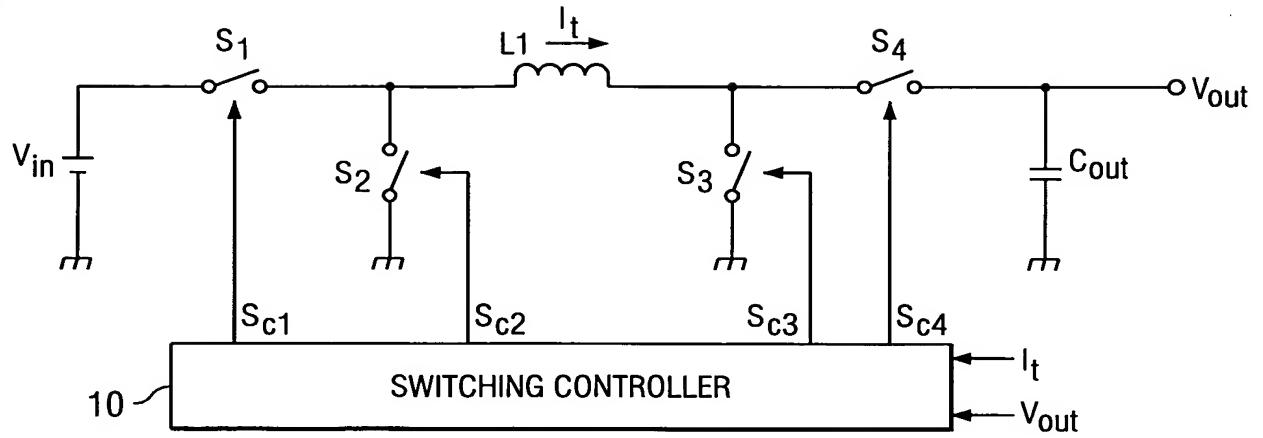 S1
L1
It
S4
Vout
Vin
S2
S3
Cout
Sc1
Sc2
Sc3
Sc4
SWITCHING CONTROLLER
10
It
Vout